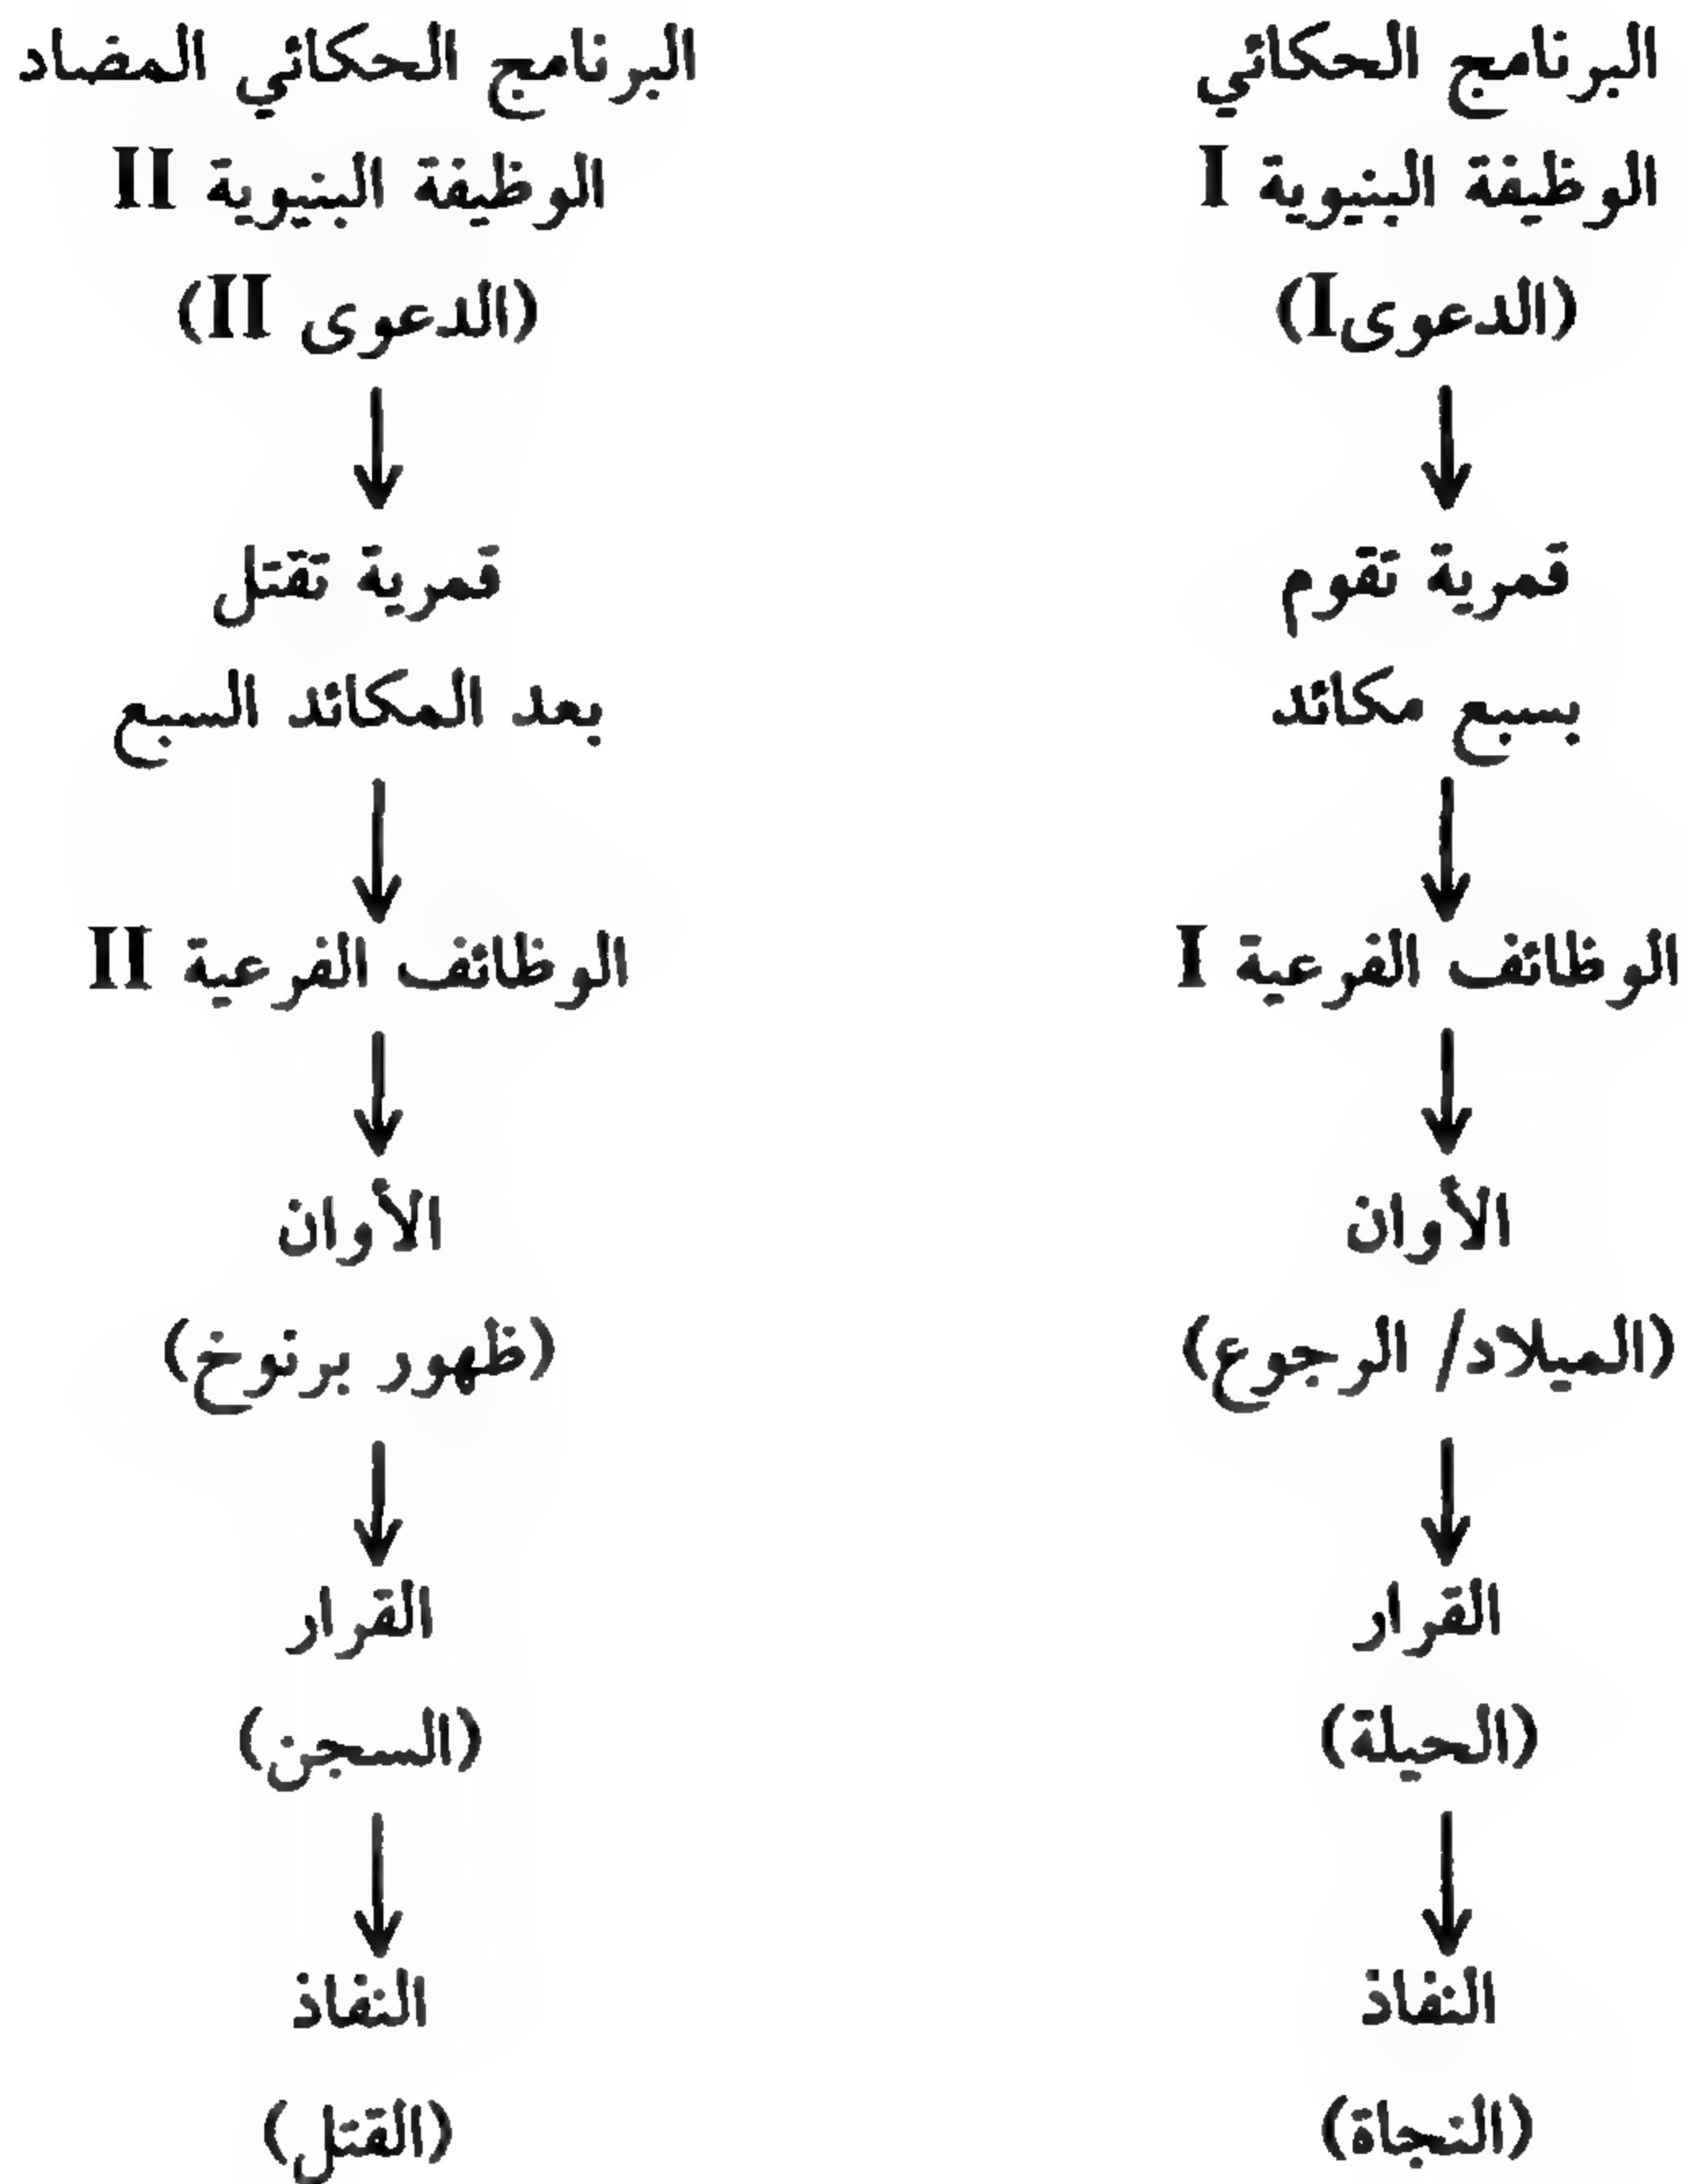 البرنامج الحكائي
الوظيفة البنيوية I
(الدعوىI)
قمرية تقوم
بسبع مكائد
الوظائف الفرعية I
الأوان
(الميلاد/ الرجوع)
القرار
(الحيلة)
النفاذ
(النجاة)
البرنامج الحكائي المضاد
الوظيفة البنيوية II
(الدعوى II)
قمرية تقتل
بعد المكائد السبع
الوظائف الفرعية II
الأوان
(ظهور برنوخ)
القرار
(السجن)
النفاذ
(القتل)